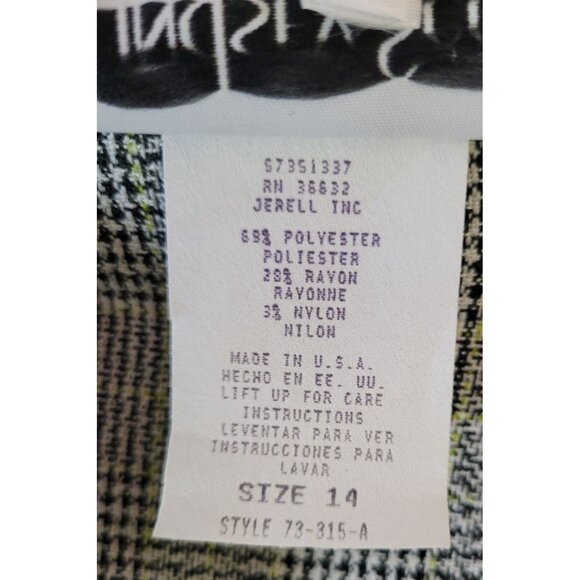 S7351337
RN 36632
JERELL INC
69% POLYESTER
POLIESTER
28% RAYON
RAYONNE
3% NYLON
NILON
MADE IN U.S.A.
HECHO EN EE. UU.
LIFT UP FOR CARE
INSTRUCTIONS
LEVENTAR PARA VER
INSTRUCCIONES PARA
LAVAR
SIZE 14
STYLE 73-315-A